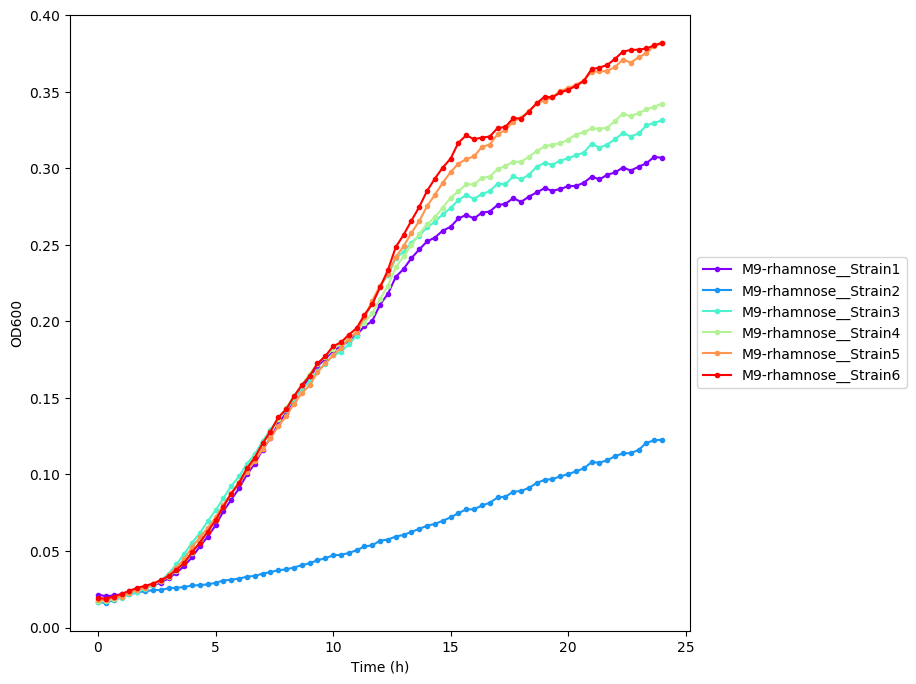 0.40
0.35
0.30
0.25
0.20
0.15
0.10
0.05
0.00
OD600
0
5
10
15
20
25
Time (h)
M9-rhamnose__Strain1
M9-rhamnose__Strain2
M9-rhamnose__Strain3
M9-rhamnose__Strain4
M9-rhamnose__Strain5
M9-rhamnose__Strain6